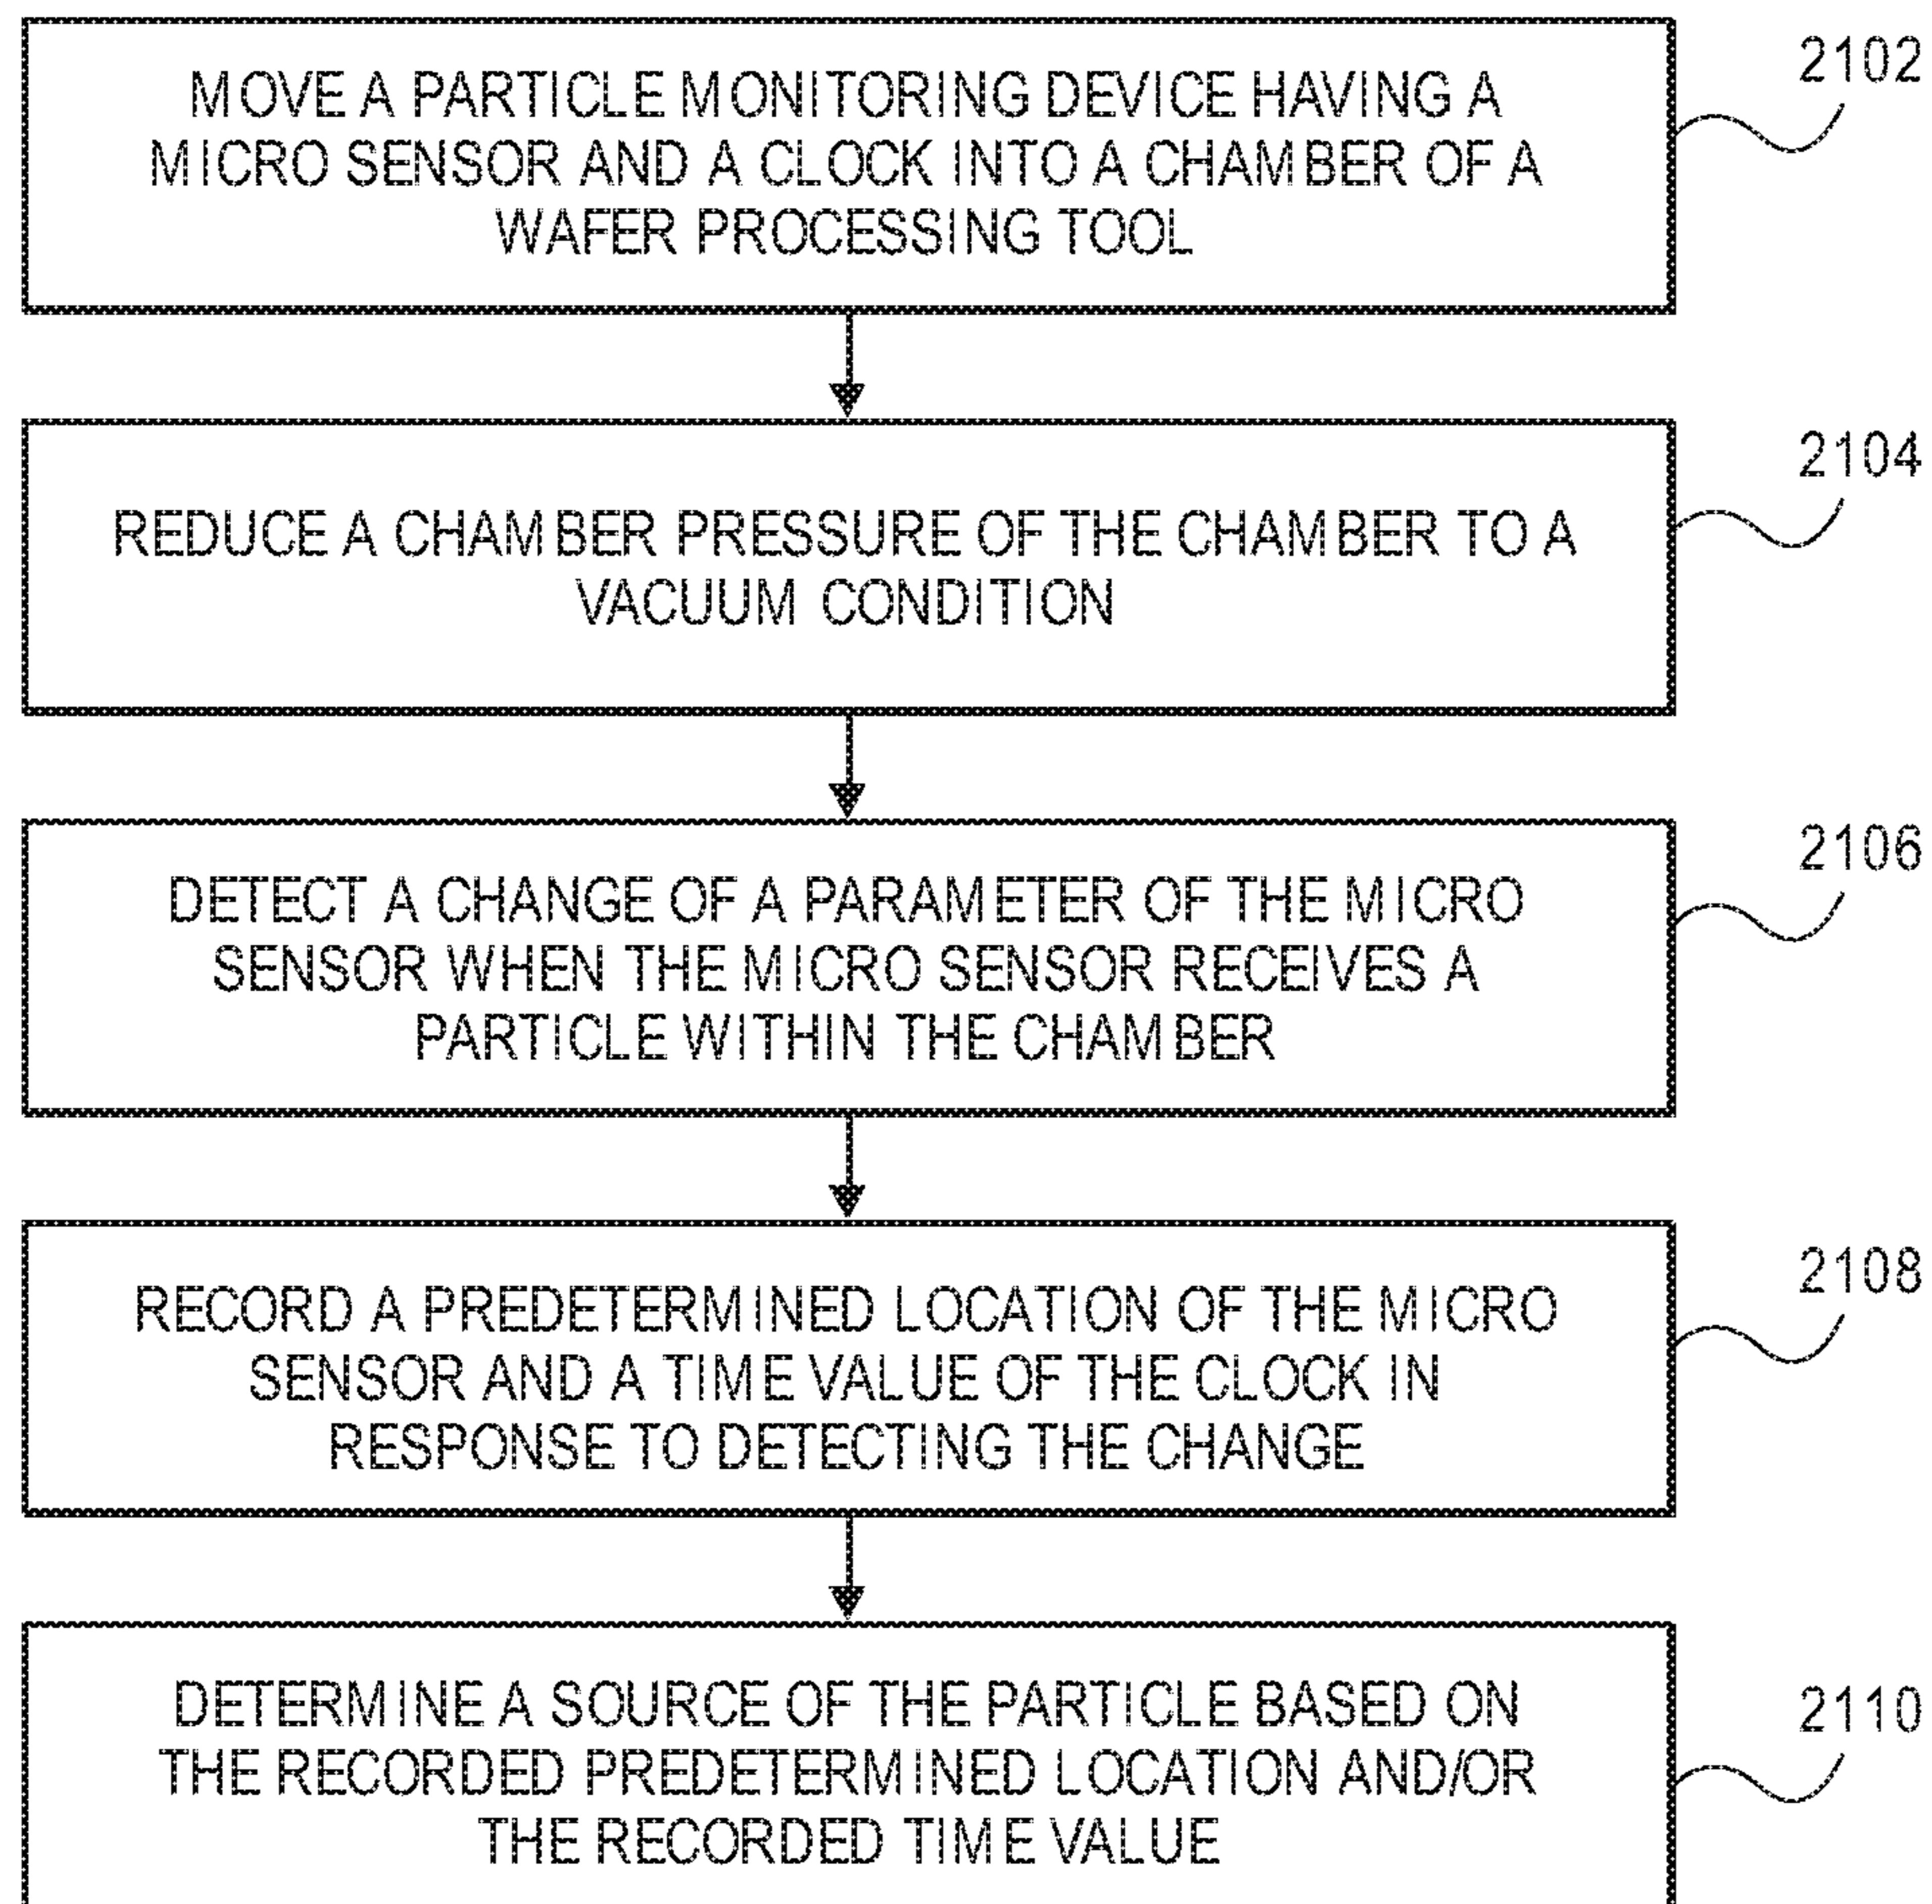 MOVE A PARTICLE MONITORING DEVICE HAVING A
MICRO SENSOR AND A CLOCK INTO A CHAMBER OF A
WAFER PROCESSING TOOL
2102
REDUCE A CHAMBER PRESSURE OF THE CHAMBER TO A
VACUUM CONDITION
2104
DETECT A CHANGE OF A PARAMETER OF THE MICRO
SENSOR WHEN THE MICRO SENSOR RECEIVES A
PARTICLE WITHIN THE CHAMBER
2106
RECORD A PREDETERMINED LOCATION OF THE MICRO
SENSOR AND A TIME VALUE OF THE CLOCK IN
RESPONSE TO DETECTING THE CHANGE
2108
DETERMINE A SOURCE OF THE PARTICLE BASED ON
THE RECORDED PREDETERMINED LOCATION AND/OR
THE RECORDED TIME VALUE
2110